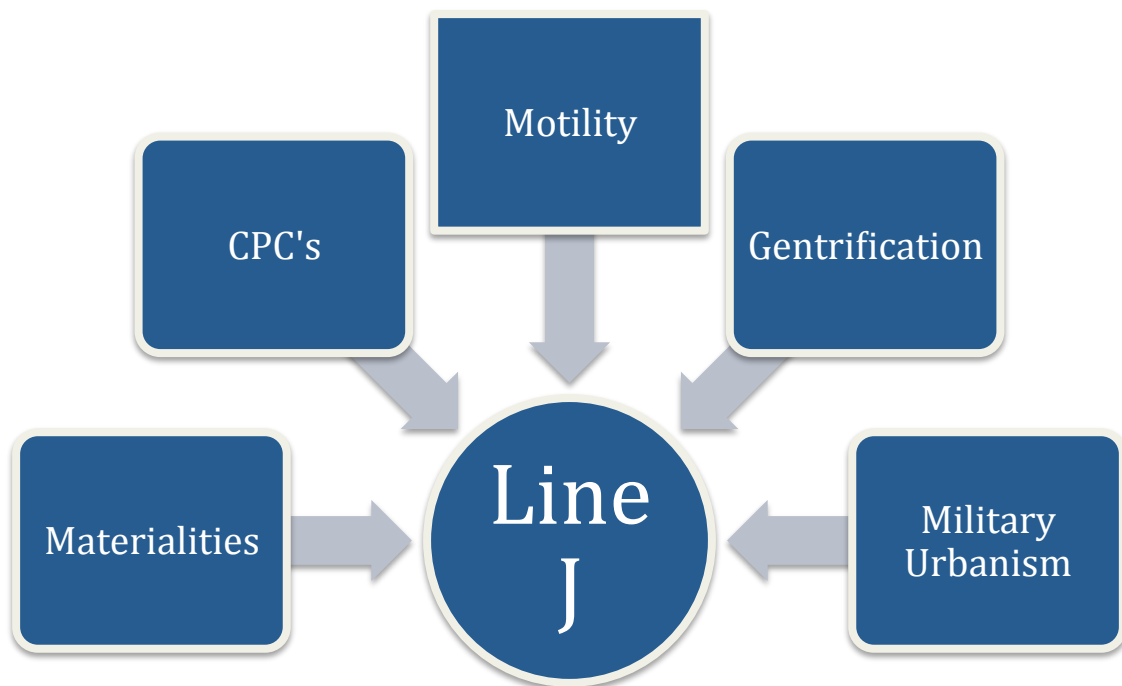 Motility
CPC's
Gentrification
Materialities
Line
J
Military
Urbanism